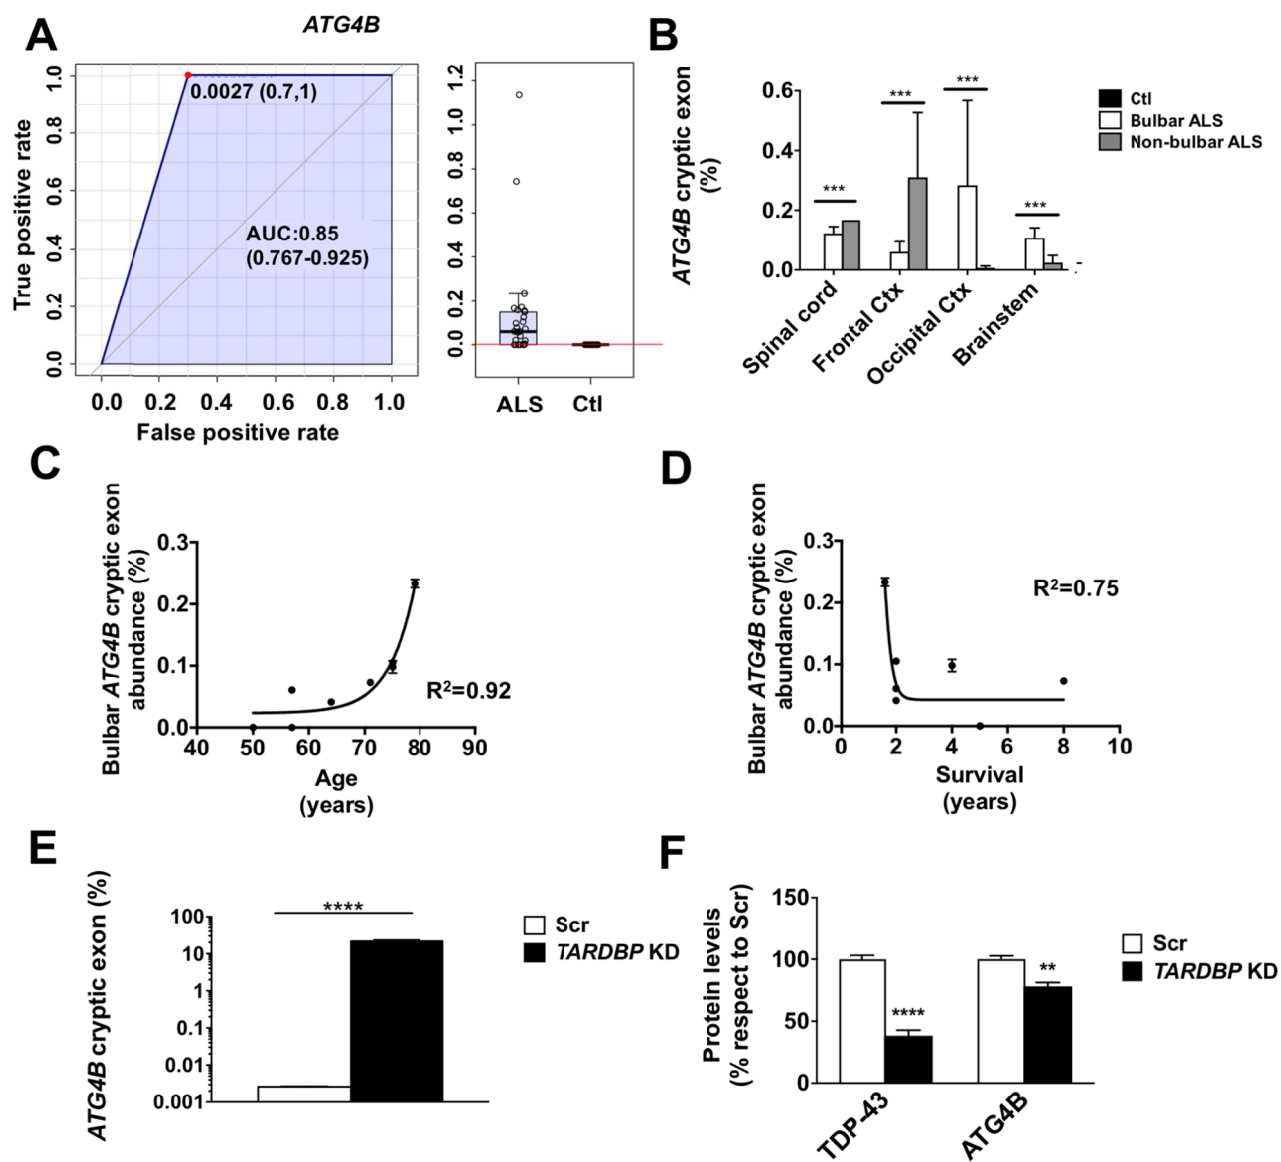 A
ATG4B
True positive rate
1.0
0.8
0.6
0.4
0.2
0.0
0.0027 (0.7,1)
AUC:0.85
(0.767-0.925)
0.0 0.2 0.4 0.6 0.8 1.0
False positive rate
1.2
1.0
0.8
0.6
0.4
0.2
0.0
ALS Ctl
B
ATG4B cryptic exon
(%)
0.6
0.4
0.2
0.0
***
***
***
***
Spinal cord
Frontal Ctx
Occipital Ctx
Brainstem
Ctl
Bulbar ALS
Non-bulbar ALS
C
Bulbar ATG4B cryptic exon
abundance (%)
0.3
0.2
0.1
0.0
R²=0.92
40 50 60 70 80 90
Age
(years)
D
Bulbar ATG4B cryptic exon
abundance (%)
0.3
0.2
0.1
0.0
R²=0.75
0 2 4 6 8 10
Survival
(years)
E
ATG4B cryptic exon (%)
100
10
1
0.1
0.01
0.001
****
Scr
TARDBP KD
F
Protein levels
(% respect to Scr)
150
100
50
0
****
**
TDP-43
ATG4B
Scr
TARDBP KD